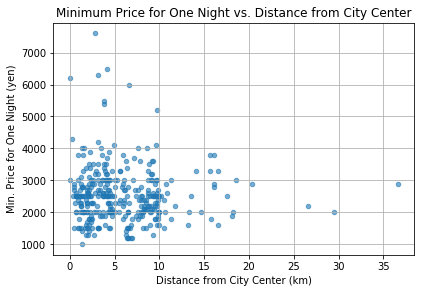 Minimum Price for One Night vs. Distance from City Center
7000
6000
5000
4000
3000
2000
1000
Min. Price for One Night (yen)
0 5 10 15 20 25 30 35
Distance from City Center (km)